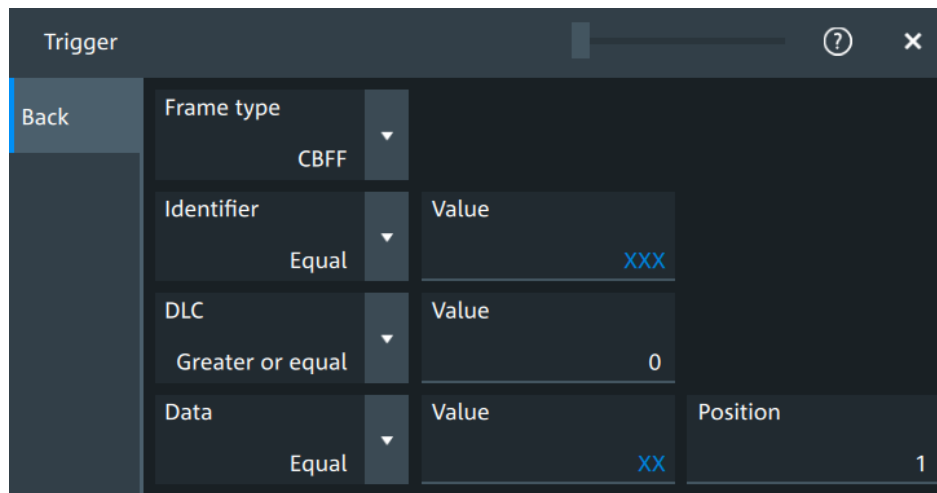 Trigger
Back
Frame type
CBFF
Identifier
Equal
Value
XXX
DLC
Greater or equal
Value
0
Data
Equal
Value
XX
Position
1